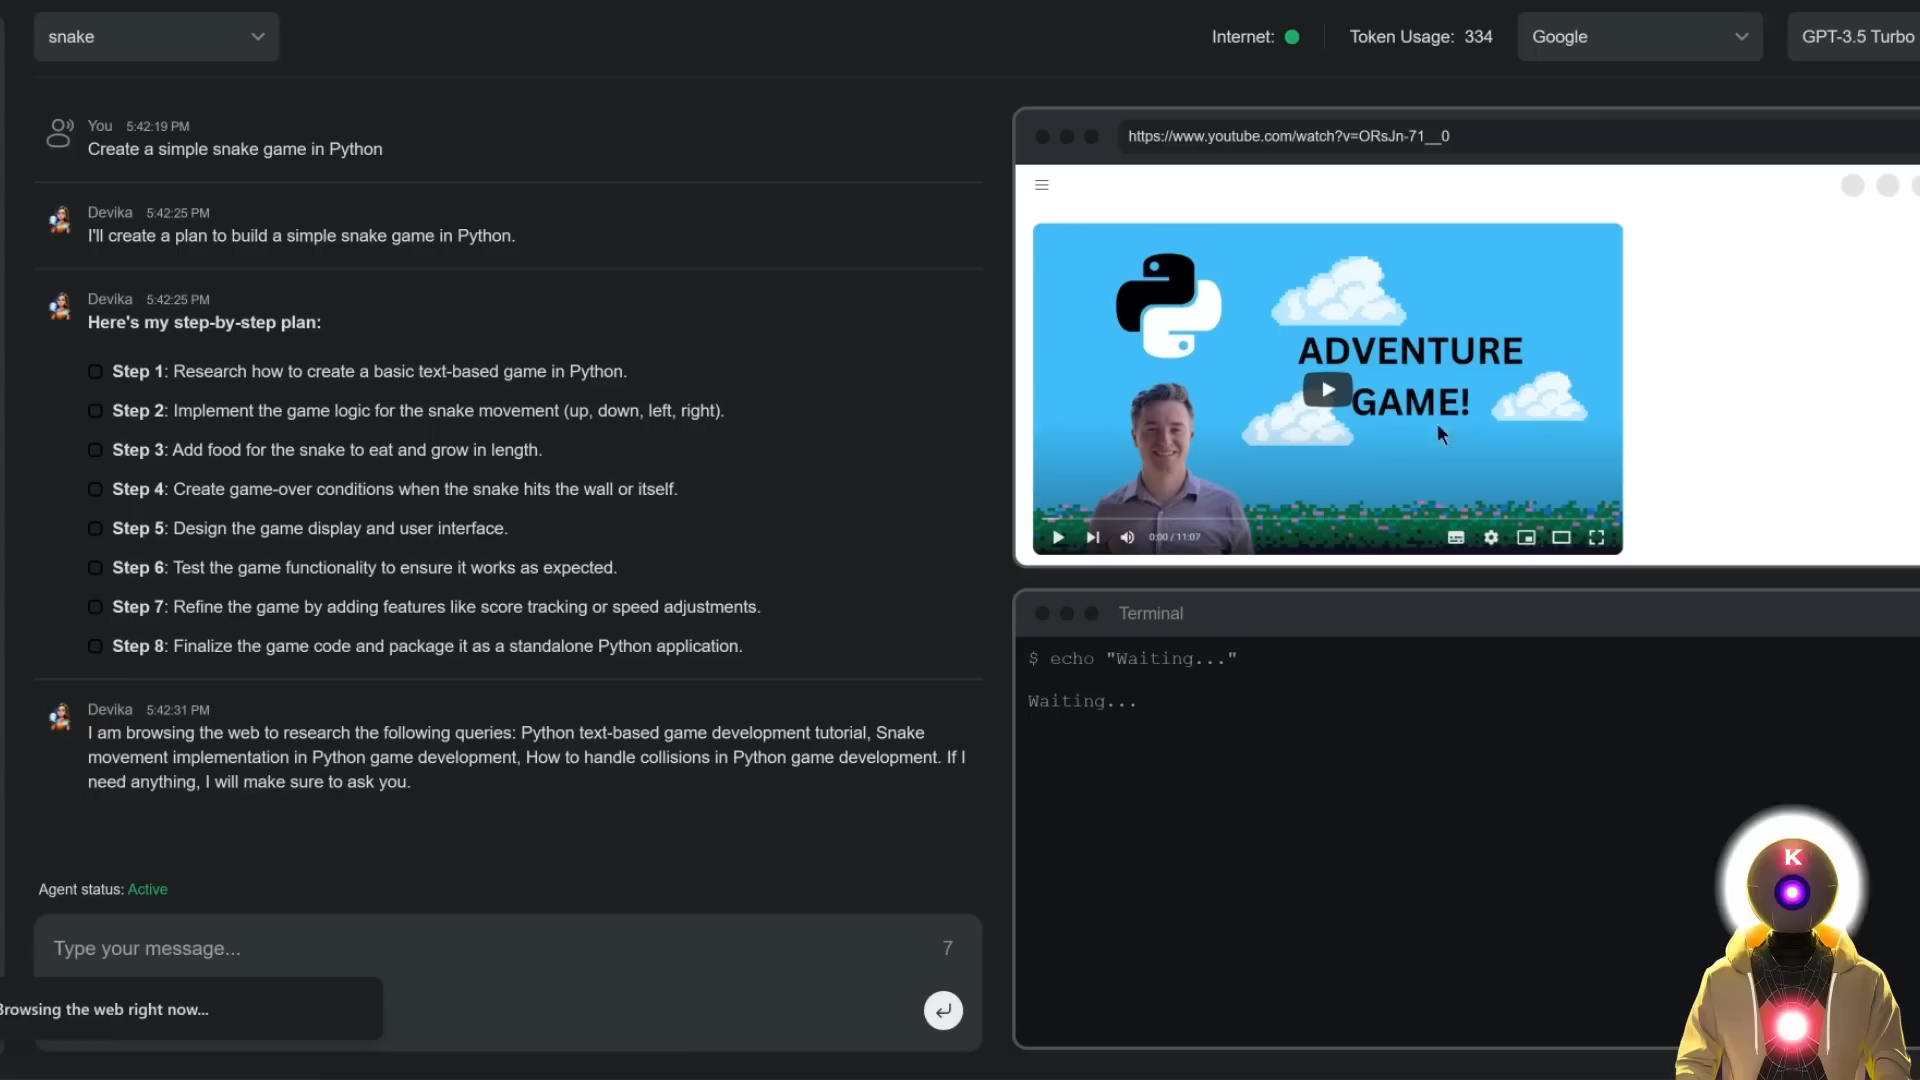 snake
Internet:
Token Usage: 334
Google
GPT-3.5 Turbo
You 5:42:19 PM
Create a simple snake game in Python
Devika 5:42:25 PM
I'll create a plan to build a simple snake game in Python.
Devika 5:42:25 PM
Here's my step-by-step plan:
Step 1: Research how to create a basic text-based game in Python.
Step 2: Implement the game logic for the snake movement (up, down, left, right).
Step 3: Add food for the snake to eat and grow in length.
Step 4: Create game-over conditions when the snake hits the wall or itself.
Step 5: Design the game display and user interface.
Step 6: Test the game functionality to ensure it works as expected.
Step 7: Refine the game by adding features like score tracking or speed adjustments.
Step 8: Finalize the game code and package it as a standalone Python application.
Devika 5:42:31 PM
I am browsing the web to research the following queries: Python text-based game development tutorial, Snake
movement implementation in Python game development, How to handle collisions in Python game development. If I
need anything, I will make sure to ask you.
Agent status: Active
Type your message...
7
Browsing the web right now...
https://www.youtube.com/watch?v=ORsJn-71__0
ADVENTURE
GAME!
0:00 / 11:07
Terminal
$ echo "Waiting..."
Waiting...
K